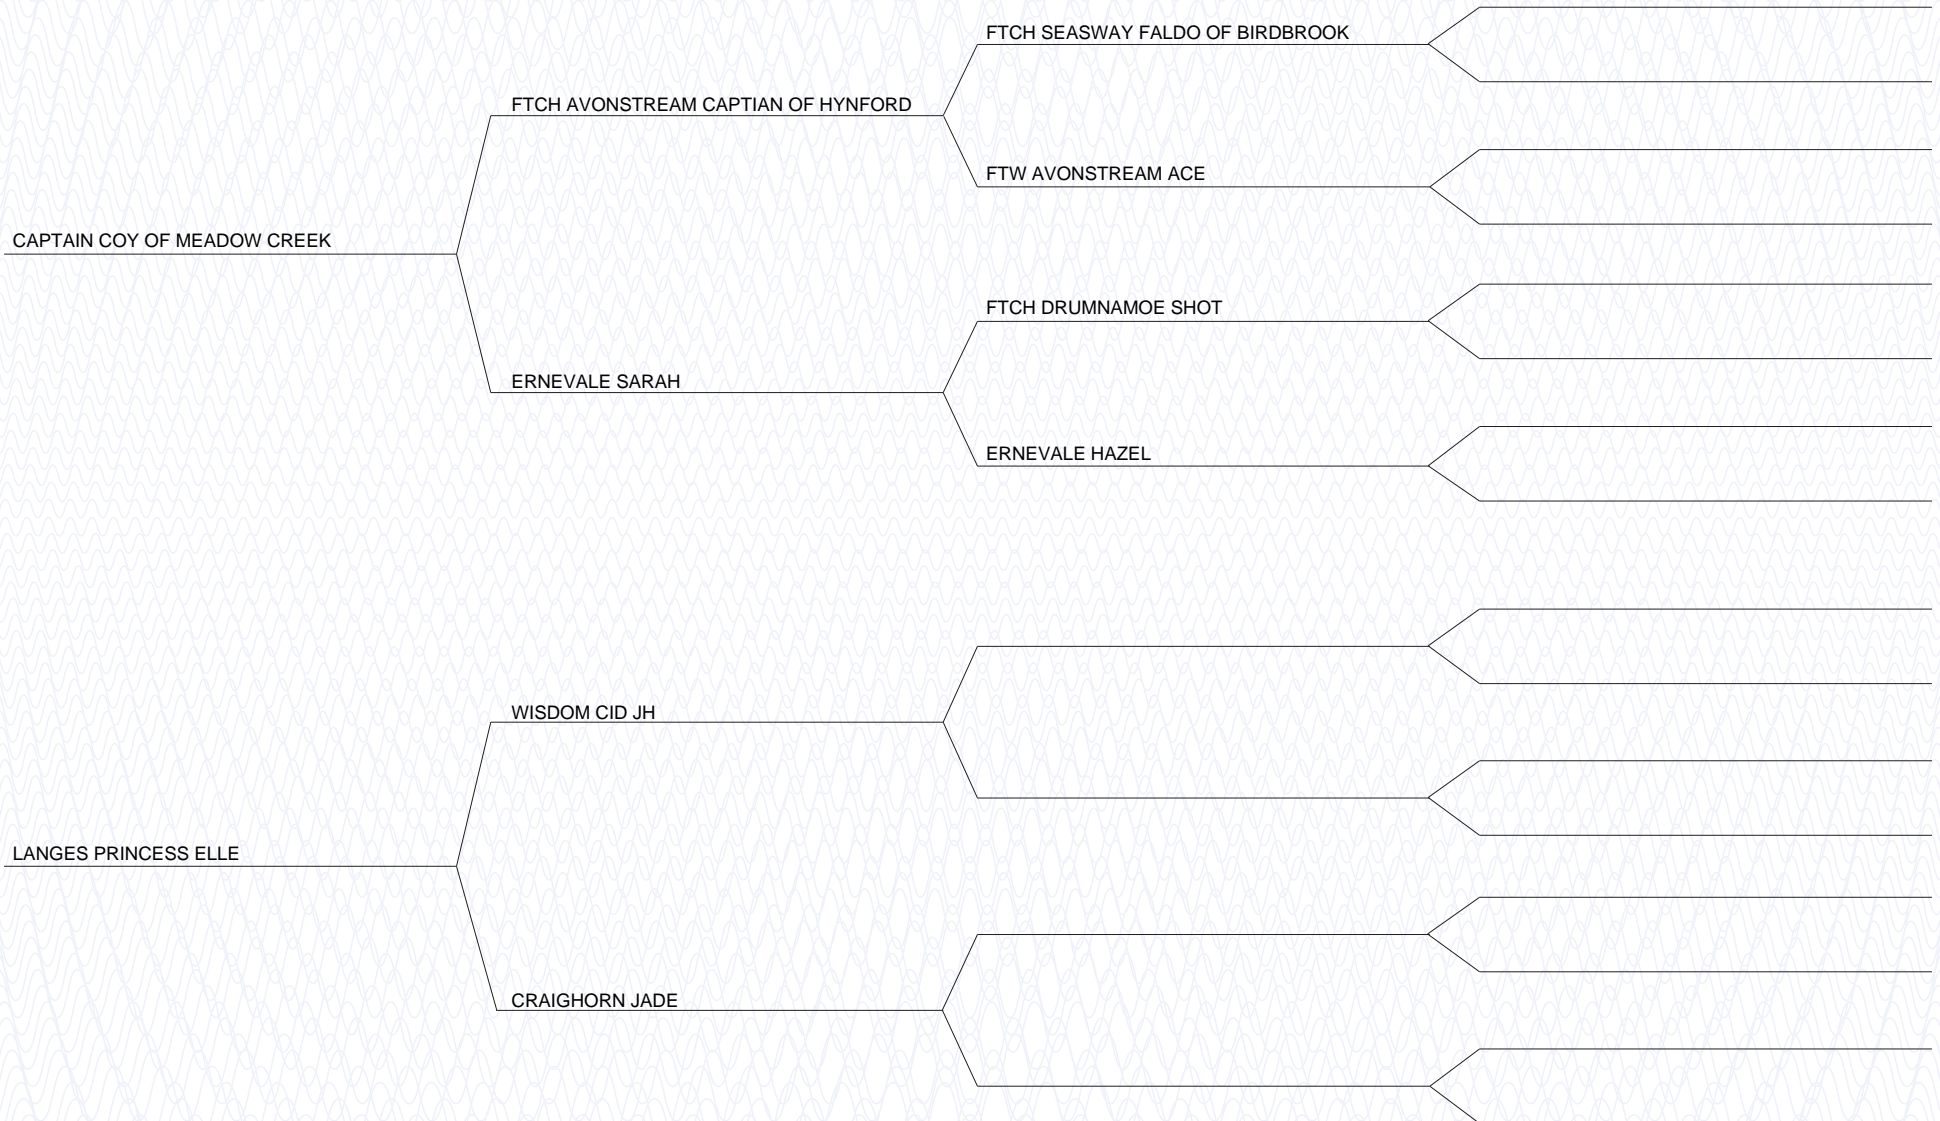 FTCH SEASWAY FALDO OF BIRDBROOK
FTCH AVONSTREAM CAPTIAN OF HYNFORD
FTW AVONSTREAM ACE
CAPTAIN COY OF MEADOW CREEK
FTCH DRUMNAMOE SHOT
ERNEVALE SARAH
ERNEVALE HAZEL
WISDOM CID JH
LANGES PRINCESS ELLE
CRAIGHORN JADE